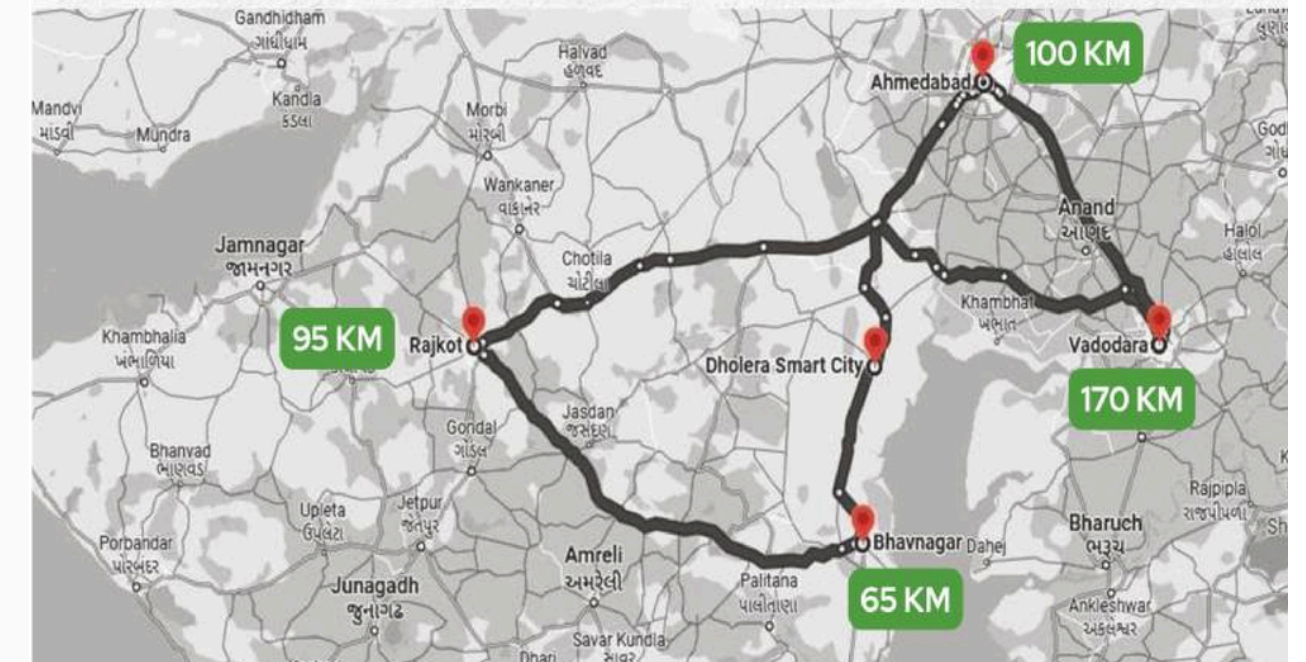 Gandhidham
ગાંધીધામ
Halvad
હળવદ
100 KM
Ahmedabad
Mandvi
માંડવી
Kandla
કંડલા
Morbi
મોરબી
Mundra
Wankaner
વાંકાનેર
Anand
આણંદ
Halol
હાલોલ
Jamnagar
જામનગર
Chotila
ચોટીલા
Khambhat
ખંભાત
Khambhalia
ખંભાળિયા
95 KM
Rajkot
Dholera Smart City
Vadodara
170 KM
Jasdan
જસદણ
Gondal
ગોંડલ
Bhanvad
ભાણવડ
Upleta
ઉપલેટા
Jetpur
જેતપુર
Rajpipla
રાજપીપળા
Bharuch
ભરૂચ
Porbandar
પોરબંદર
Amreli
અમરેલી
Bhavnagar
Dahej
Junagadh
જુનાગઢ
Palitana
પાલીતાણા
65 KM
Ankleshwar
અંકલેશ્વર
Savar Kundla
Dhari